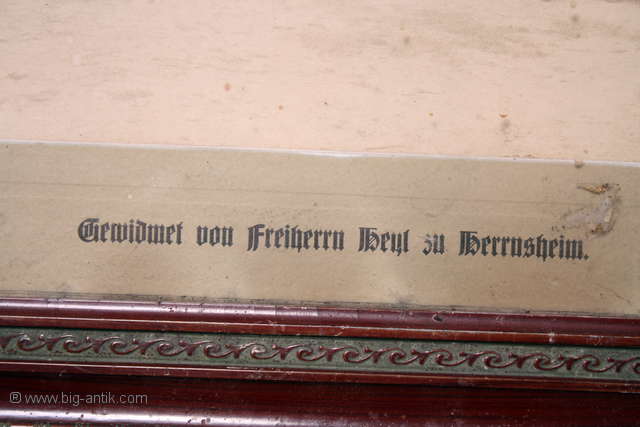 Gewidmet von Freiherrn Heyl zu Herrnsheim.
® www.big-antik.com